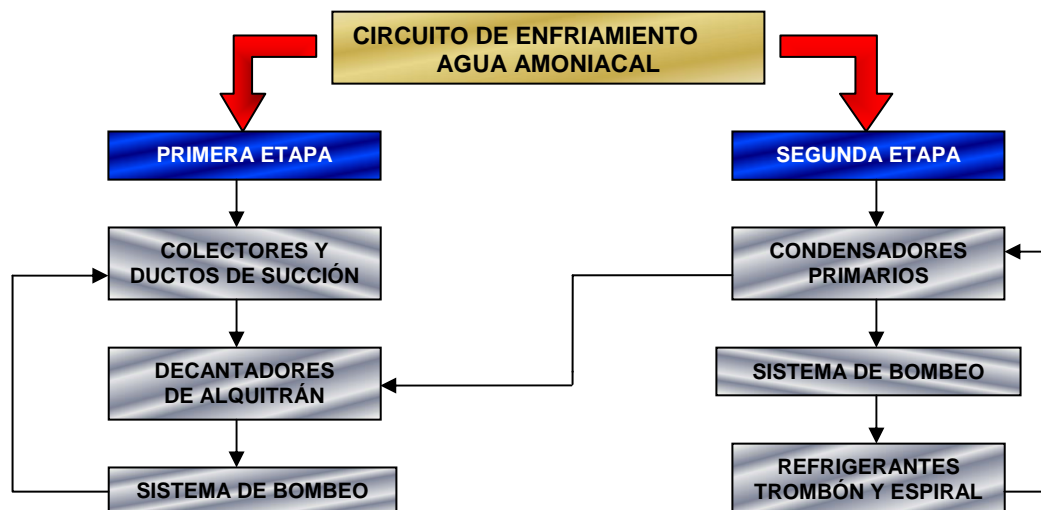 CIRCUITO DE ENFRIAMIENTO
AGUA AMONIACAL
PRIMERA ETAPA
COLECTORES Y
DUCTOS DE SUCCIÓN
DECANTADORES
DE ALQUITRÁN
SISTEMA DE BOMBEO
SEGUNDA ETAPA
CONDENSADORES
PRIMARIOS
SISTEMA DE BOMBEO
REFRIGERANTES
TROMBÓN Y ESPIRAL